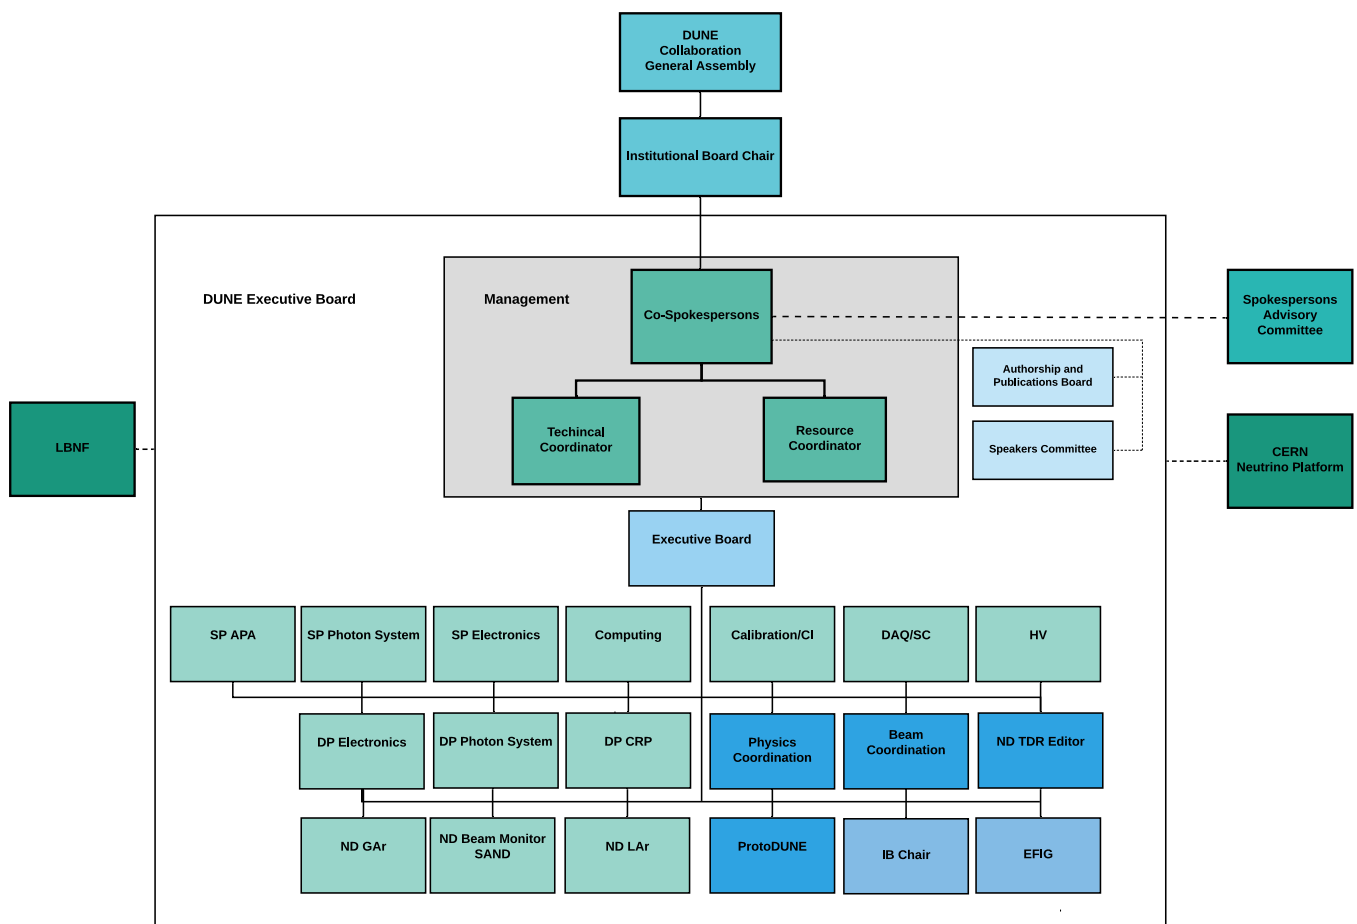 DUNE
Collaboration
General Assembly
Institutional Board Chair
DUNE Executive Board
Management
Co-Spokespersons
Spokespersons
Advisory
Committee
Authorship and
Publications Board
Techincal
Coordinator
Resource
Coordinator
Speakers Committee
LBNF
CERN
Neutrino Platform
Executive Board
SP APA
SP Photon System
SP Electronics
Computing
Calibration/CI
DAQ/SC
HV
DP Electronics
DP Photon System
DP CRP
Physics
Coordination
Beam
Coordination
ND TDR Editor
ND GAr
ND Beam Monitor
SAND
ND LAr
ProtoDUNE
IB Chair
EFIG